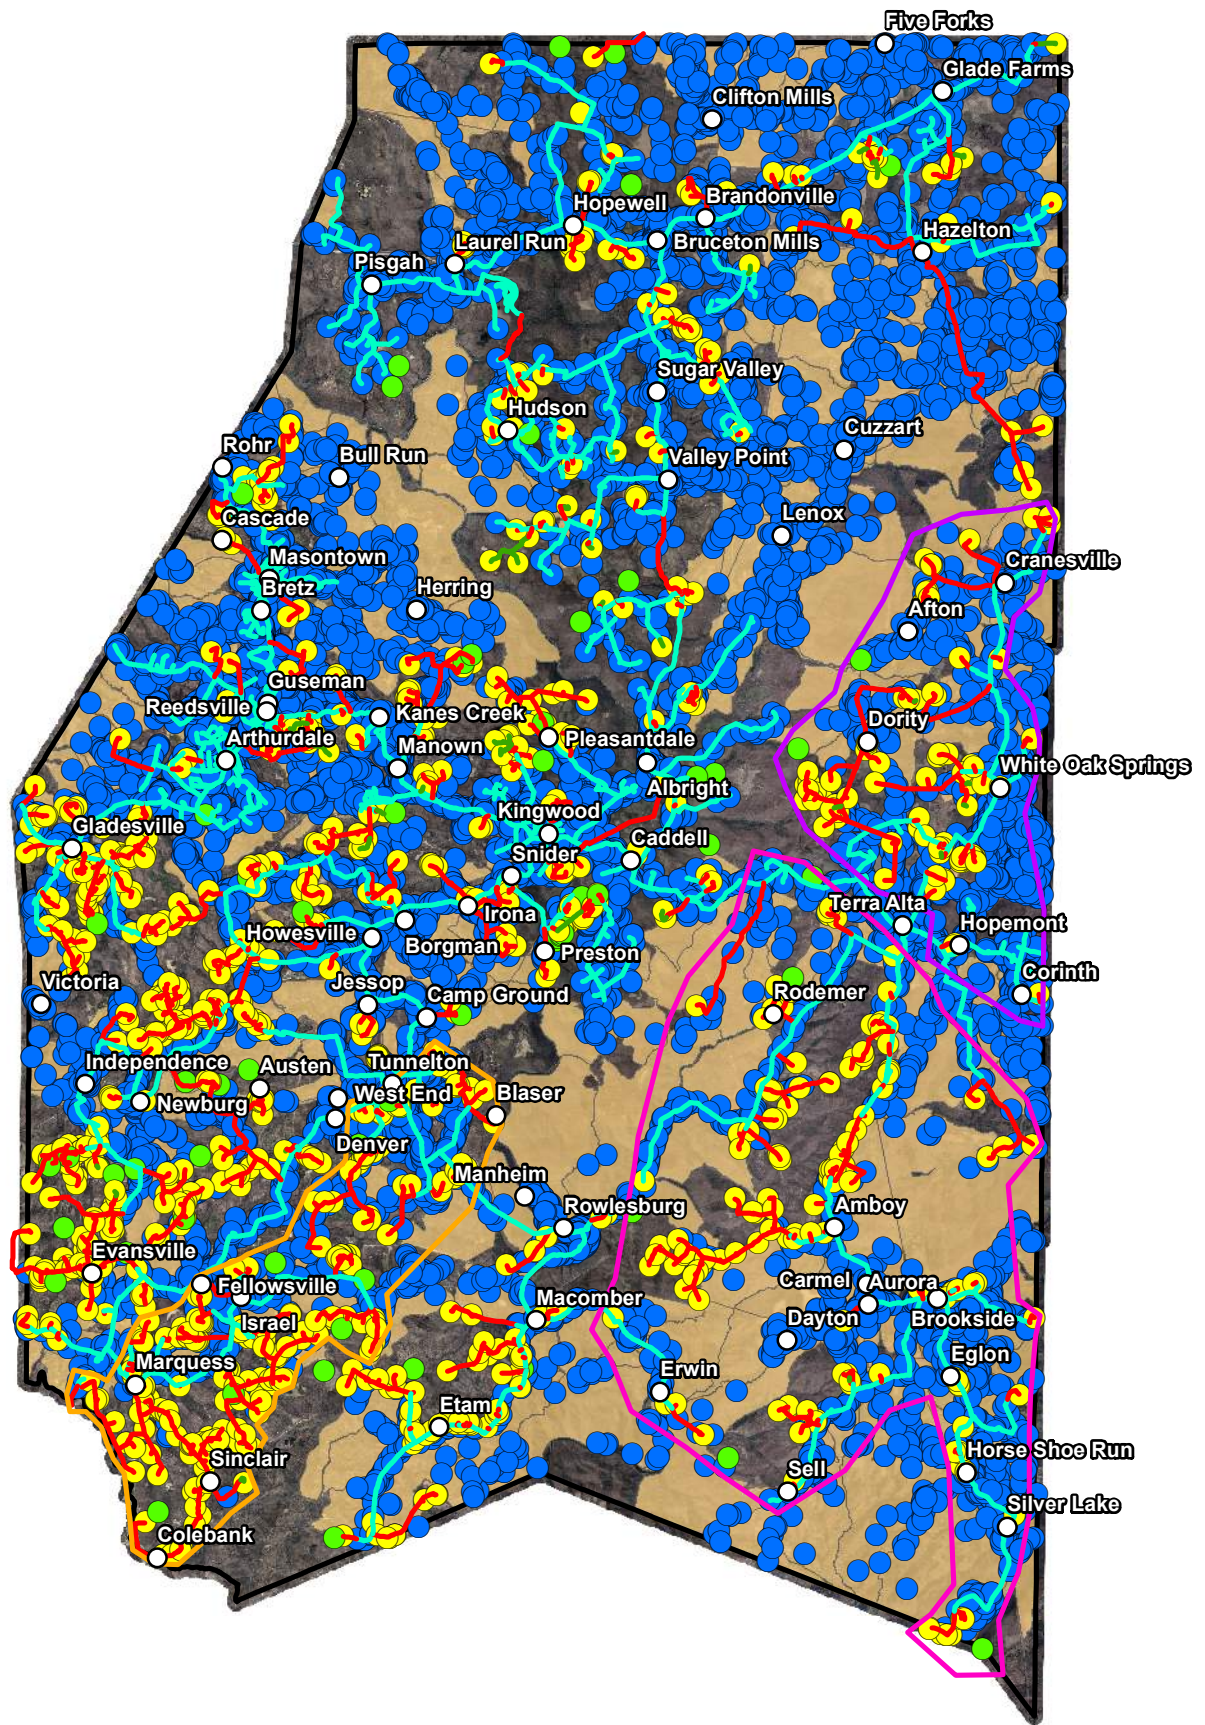 Five Forks
Glade Farms
Clifton Mills
Brandonville
Hopewell
Hazelton
Laurel Run
Bruceton Mills
Pisgah
Sugar Valley
Hudson
Cuzzart
Rohr
Bull Run
Valley Point
Cascade
Lenox
Masontown
Cranesville
Bretz
Herring
Afton
Guseman
Reedsville
Kanes Creek
Dority
Arthurdale
Manown
Pleasantdale
White Oak Springs
Albright
Kingwood
Gladesville
Caddell
Snider
Terra Alta
Irona
Hopemont
Howesville
Borgman
Preston
Corinth
Victoria
Jessop
Camp Ground
Rodemer
Independence
Austen
Tunnelton
West End
Blaser
Newburg
Denver
Manheim
Rowlesburg
Amboy
Evansville
Fellowsville
Carmel
Aurora
Macomber
Dayton
Brookside
Israel
Marquess
Erwin
Eglon
Etam
Sinclair
Sell
Horse Shoe Run
Silver Lake
Colebank